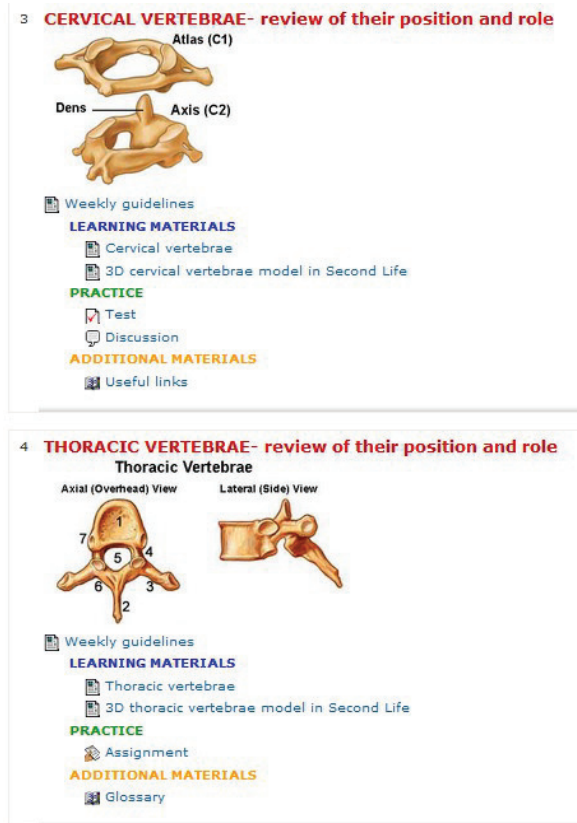 3 CERVICAL VERTEBRAE- review of their position and role
Atlas (C1)
Dens Axis (C2)
Weekly guidelines
LEARNING MATERIALS
Cervical vertebrae
3D cervical vertebrae model in Second Life
PRACTICE
Test
Discussion
ADDITIONAL MATERIALS
Useful links
4 THORACIC VERTEBRAE- review of their position and role
Thoracic Vertebrae
Axial (Overhead) View Lateral (Side) View
1
7 5 4
6 3
2
Weekly guidelines
LEARNING MATERIALS
Thoracic vertebrae
3D thoracic vertebrae model in Second Life
PRACTICE
Assignment
ADDITIONAL MATERIALS
Glossary